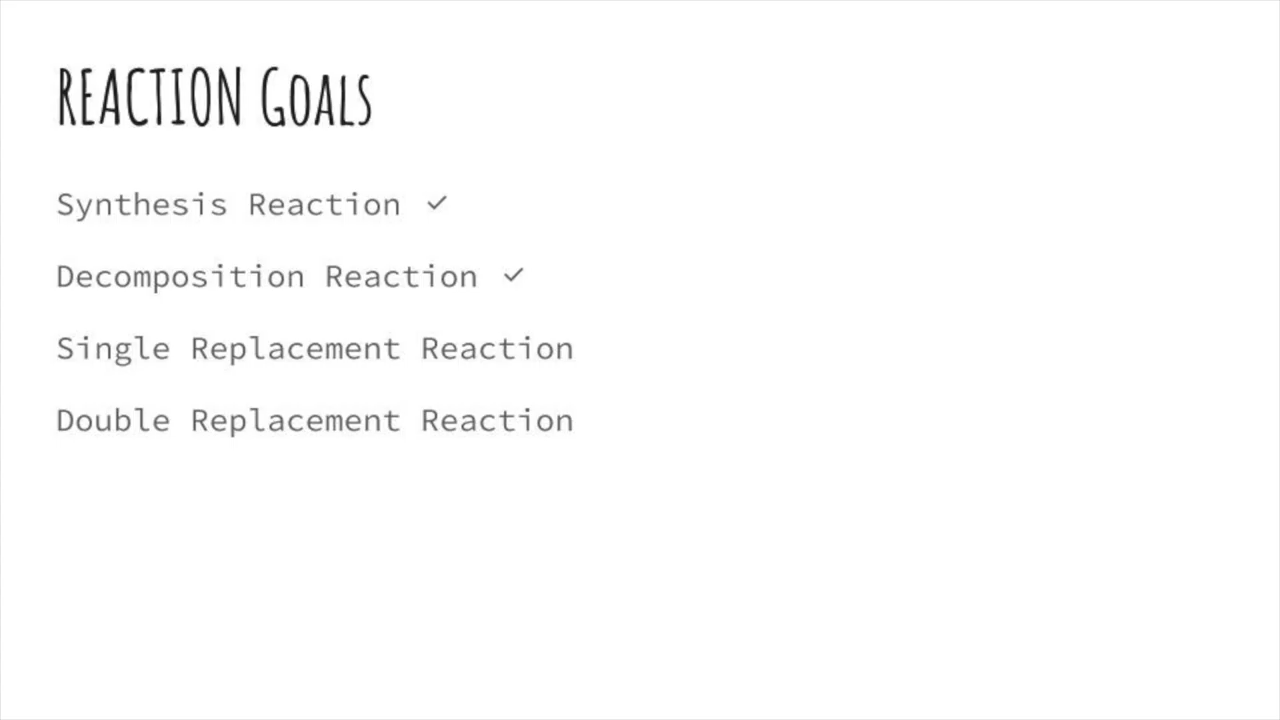 REACTION GOALS
Synthesis Reaction ✓
Decomposition Reaction ✓
Single Replacement Reaction
Double Replacement Reaction